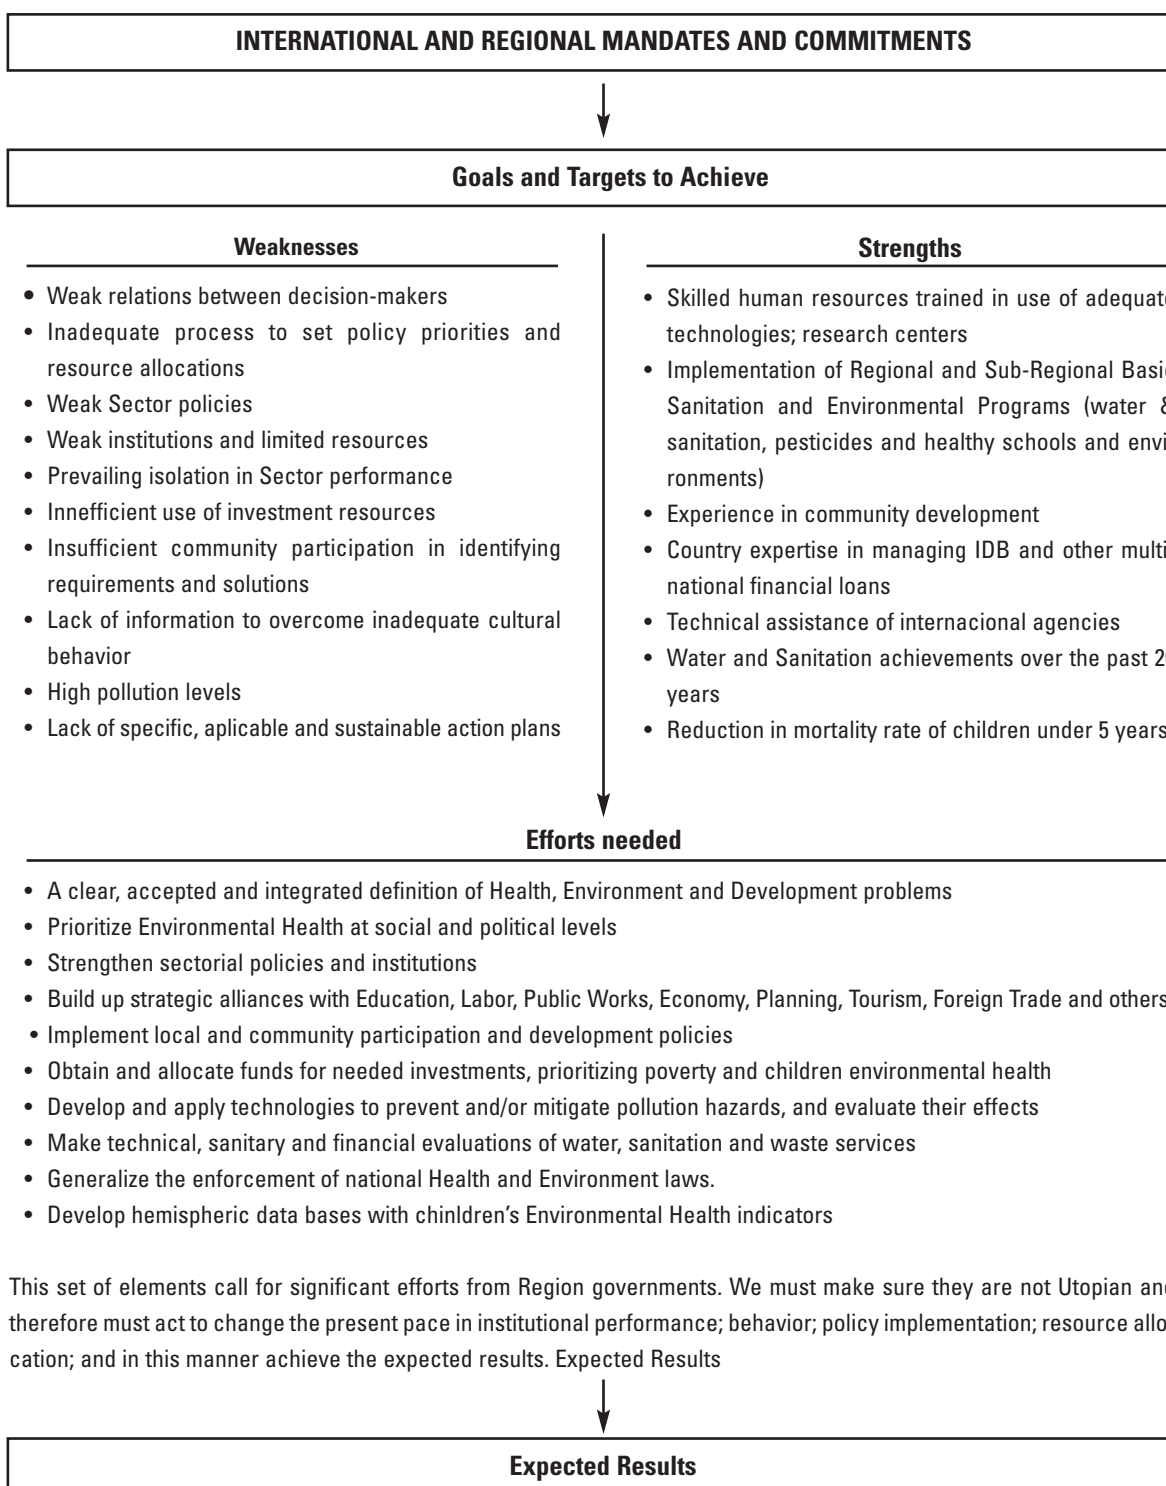 INTERNATIONAL AND REGIONAL MANDATES AND COMMITMENTS
Goals and Targets to Achieve
Weaknesses
• Weak relations between decision-makers
• Inadequate process to set policy priorities and
resource allocations
• Weak Sector policies
• Weak institutions and limited resources
• Prevailing isolation in Sector performance
• Innefficient use of investment resources
• Insufficient community participation in identifying
requirements and solutions
• Lack of information to overcome inadequate cultural
behavior
• High pollution levels
• Lack of specific, aplicable and sustainable action plans
Strengths
• Skilled human resources trained in use of adequate
technologies; research centers
• Implementation of Regional and Sub-Regional Basic
Sanitation and Environmental Programs (water &
sanitation, pesticides and healthy schools and envi
ronments)
• Experience in community development
• Country expertise in managing IDB and other multi
national financial loans
• Technical assistance of internacional agencies
• Water and Sanitation achievements over the past
years
• Reduction in mortality rate of children under 5 years
Efforts needed
• A clear, accepted and integrated definition of Health, Environment and Development problems
• Prioritize Environmental Health at social and political levels
• Strengthen sectorial policies and institutions
• Build up strategic alliances with Education, Labor, Public Works, Economy, Planning, Tourism, Foreign Trade and others
• Implement local and community participation and development policies
• Obtain and allocate funds for needed investments, prioritizing poverty and children environmental health
• Develop and apply technologies to prevent and/or mitigate pollution hazards, and evaluate their effects
• Make technical, sanitary and financial evaluations of water, sanitation and waste services
• Generalize the enforcement of national Health and Environment laws.
• Develop hemispheric data bases with chinldren's Environmental Health indicators
This set of elements call for significant efforts from Region governments. We must make sure they are not Utopian and
therefore must act to change the present pace in institutional performance; behavior; policy implementation; resource allo
cation; and in this manner achieve the expected results. Expected Results
Expected Results